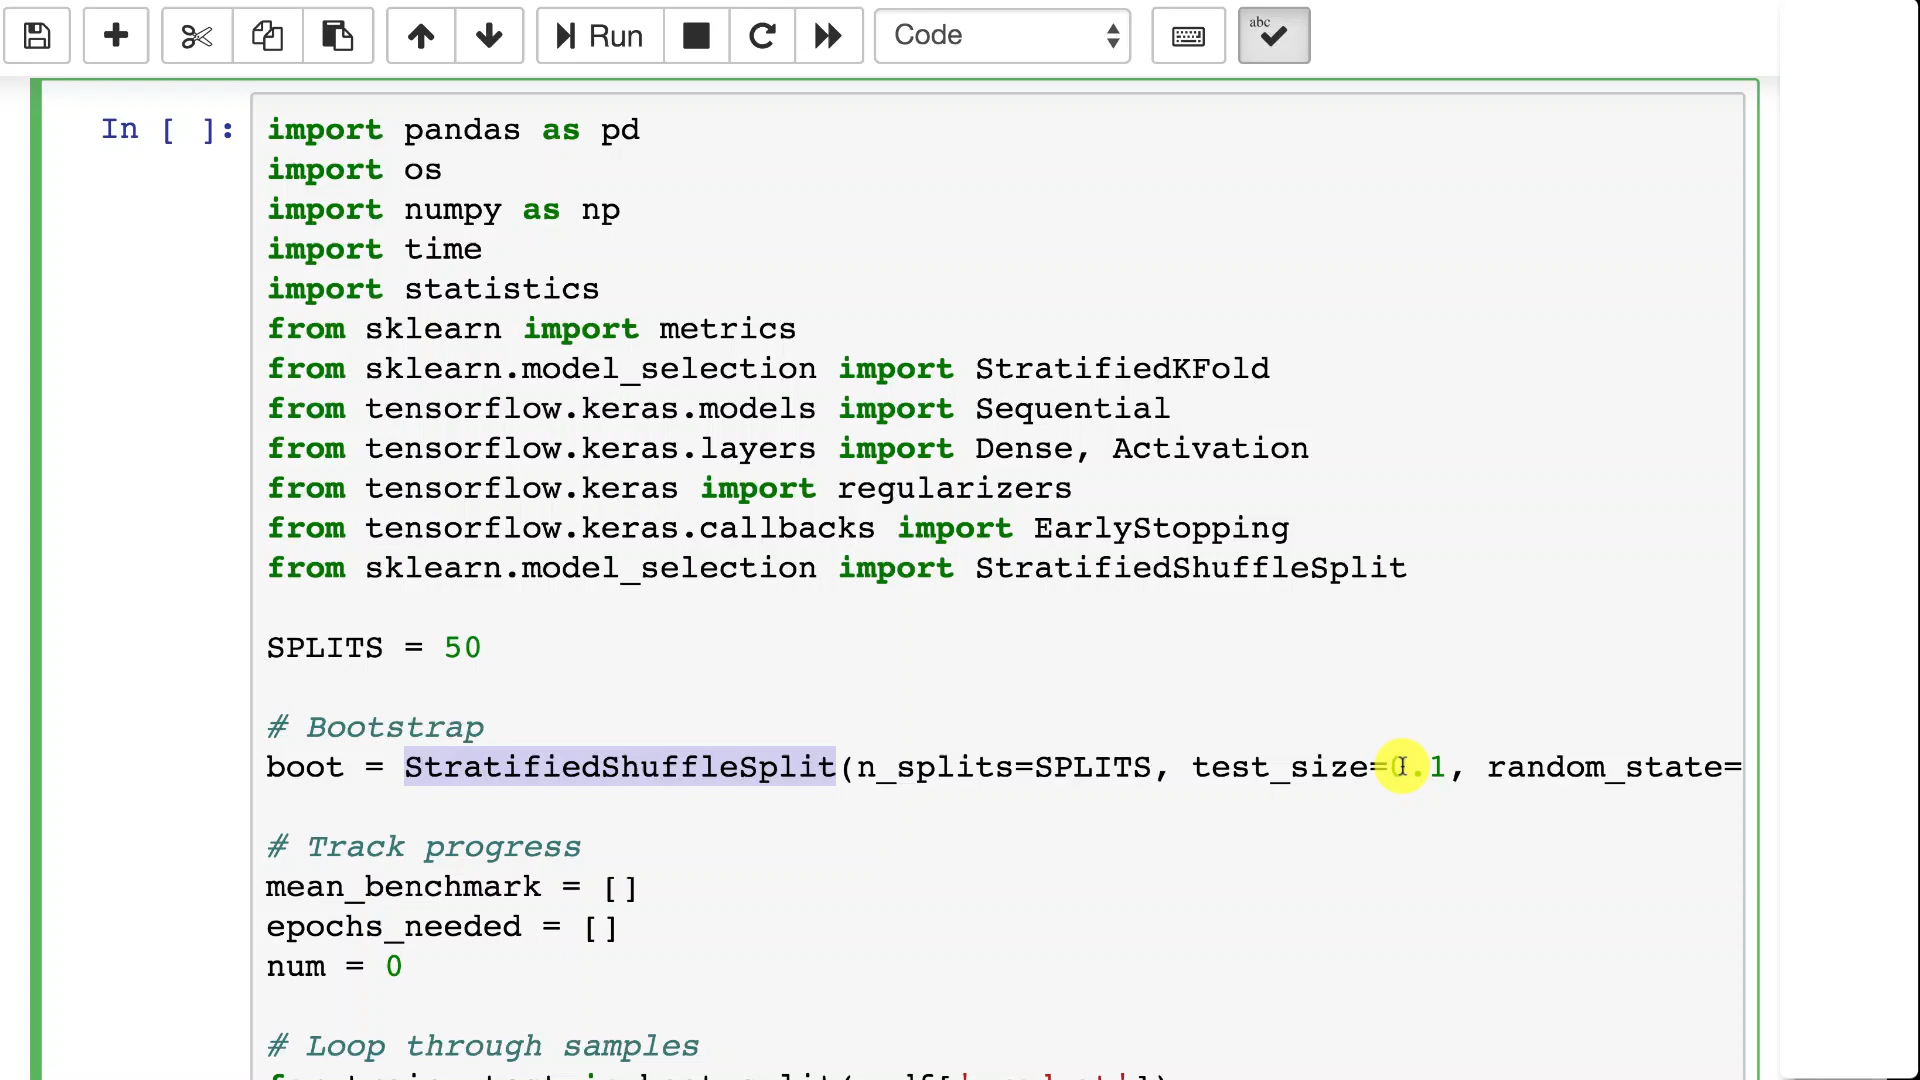 Run
Code
abc
In [ ]:
import pandas as pd
import os
import numpy as np
import time
import statistics
from sklearn import metrics
from sklearn.model_selection import StratifiedKFold
from tensorflow.keras.models import Sequential
from tensorflow.keras.layers import Dense, Activation
from tensorflow.keras import regularizers
from tensorflow.keras.callbacks import EarlyStopping
from sklearn.model_selection import StratifiedShuffleSplit
SPLITS = 50
# Bootstrap
boot = StratifiedShuffleSplit(n_splits=SPLITS, test_size=0.1, random_state=
# Track progress
mean_benchmark = []
epochs_needed = []
num = 0
# Loop through samples